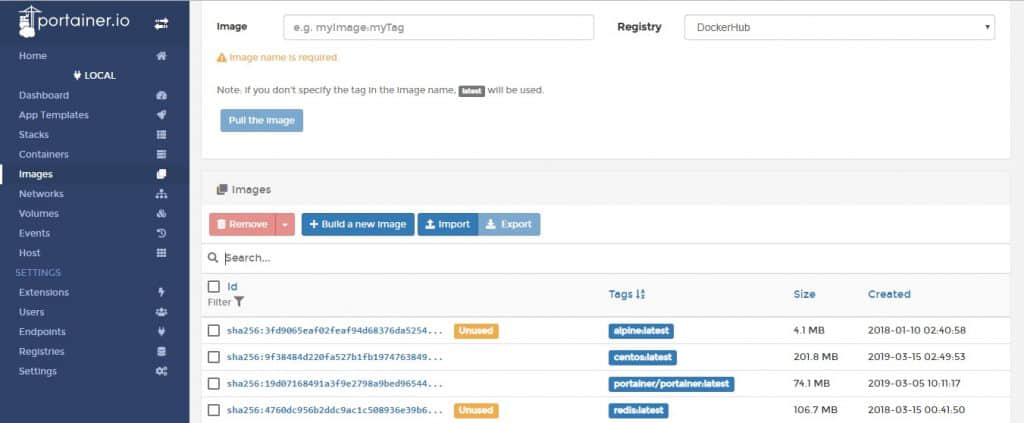 portainer.io
Home
LOCAL
Dashboard
App Templates
Stacks
Containers
Images
Networks
Volumes
Events
Host
SETTINGS
Extensions
Users
Endpoints
Registries
Settings
Image e.g. myImage:myTag Registry DockerHub
Image name is required.
Note: if you don't specify the tag in the image name, latest will be used.
Pull the image
Images
Remove Build a new image Import Export
Search...
Id Tags Size Created
Filter
sha256:3fd9065eaf02feaf94d68376da5254... Unused alpine:latest 4.1 MB 2018-01-10 02:40:58
sha256:9f38484d220fa527b1fb1974763849... centos:latest 201.8 MB 2019-03-15 02:49:53
sha256:19d07168491a3f9e2798a9bed96544... portainer/portainer:latest 74.1 MB 2019-03-05 10:11:17
sha256:4760dc956b2ddc9ac1c508936e39b6... Unused redis:latest 106.7 MB 2018-03-15 00:41:50